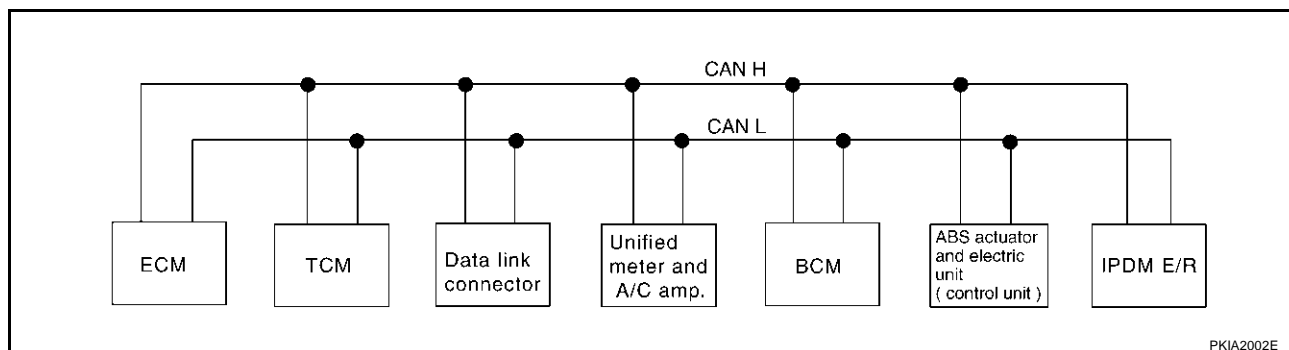 CAN H
CAN L
ECM
TCM
Data link
connector
Unified
meter and
A/C amp.
BCM
ABS actuator
and electric
unit
( control unit )
IPDM E/R
PKIA2002E